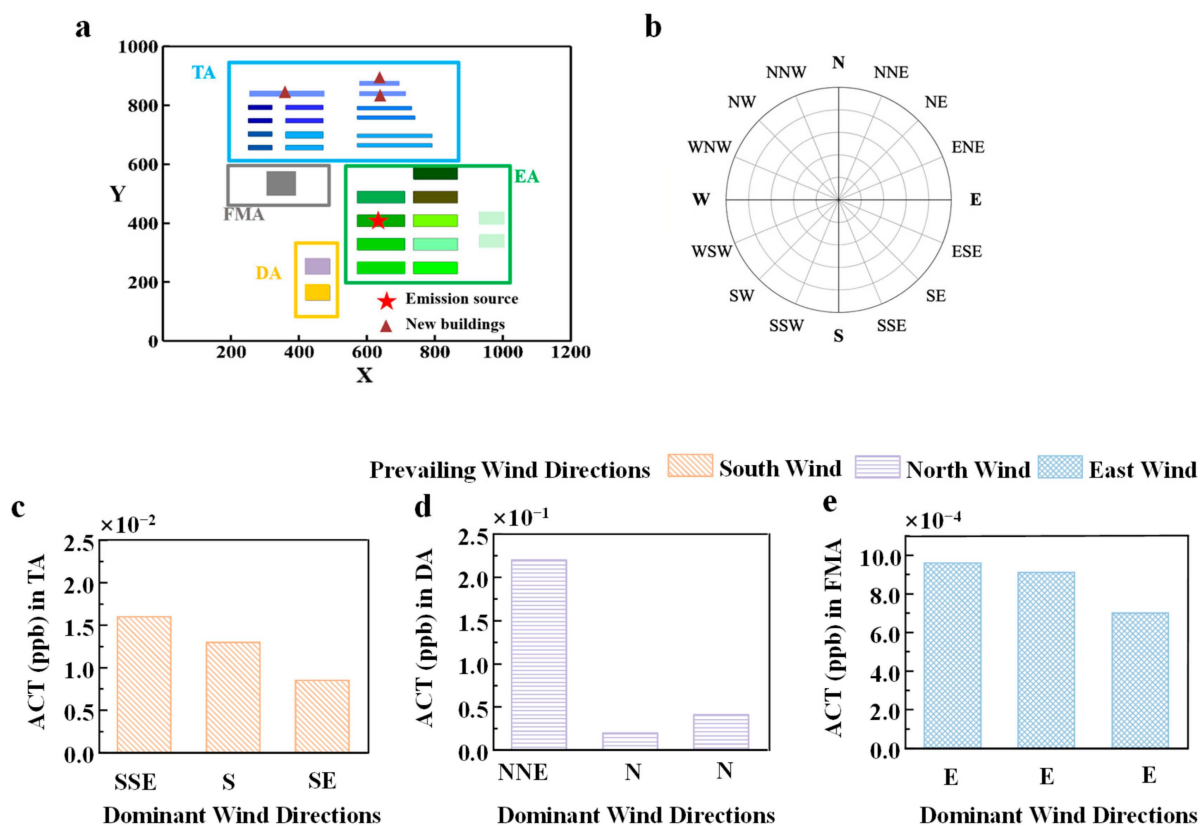 a
1000
800
600
400
200
0
Y
TA
FMA
DA
EA
Emission source
New buildings
200 400 600 800 1000 1200
X
b
N
NNW NNE
NW NE
WNW ENE
W E
WSW ESE
SW SE
SSW SSE
S
Prevailing Wind Directions South Wind North Wind East Wind
c
×10−2
ACT (ppb) in TA
2.5
2.0
1.5
1.0
0.5
0.0
SSE S SE
Dominant Wind Directions
d
×10−1
ACT (ppb) in DA
2.5
2.0
1.5
1.0
0.5
0.0
NNE N N
Dominant Wind Directions
e
×10−4
ACT (ppb) in FMA
10.0
8.0
6.0
4.0
2.0
0.0
E E E
Dominant Wind Directions